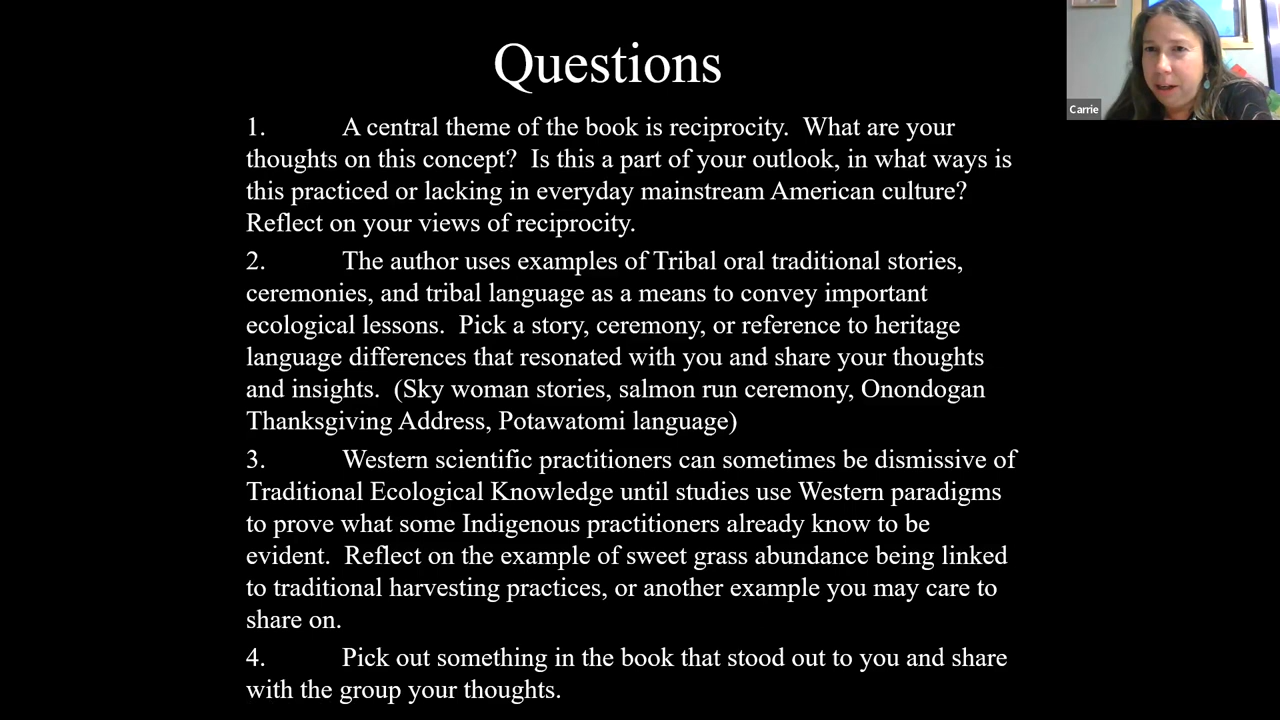 Questions
1. A central theme of the book is reciprocity. What are your
thoughts on this concept? Is this a part of your outlook, in what ways is
this practiced or lacking in everyday mainstream American culture?
Reflect on your views of reciprocity.
2. The author uses examples of Tribal oral traditional stories,
ceremonies, and tribal language as a means to convey important
ecological lessons. Pick a story, ceremony, or reference to heritage
language differences that resonated with you and share your thoughts
and insights. (Sky woman stories, salmon run ceremony, Onondogan
Thanksgiving Address, Potawatomi language)
3. Western scientific practitioners can sometimes be dismissive of
Traditional Ecological Knowledge until studies use Western paradigms
to prove what some Indigenous practitioners already know to be
evident. Reflect on the example of sweet grass abundance being linked
to traditional harvesting practices, or another example you may care to
share on.
4. Pick out something in the book that stood out to you and share
with the group your thoughts.
Carrie